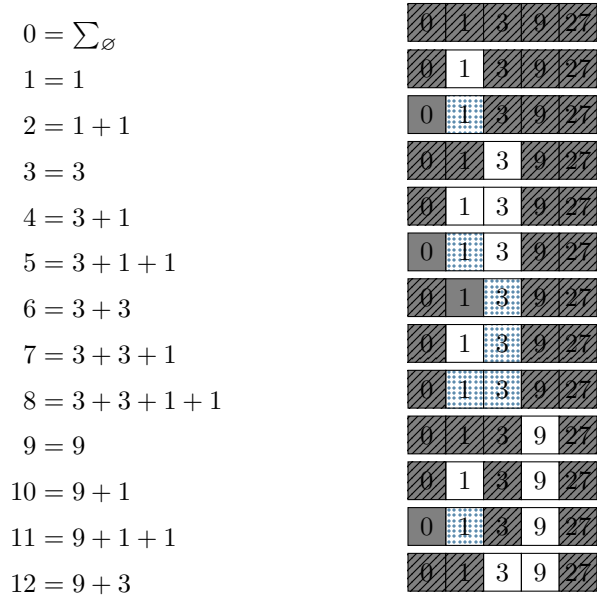 0 = ∑∅ 0 1 3 9 27
1 = 1 0 1 3 9 27
2 = 1 + 1 0 1 3 9 27
3 = 3 0 1 3 9 27
4 = 3 + 1 0 1 3 9 27
5 = 3 + 1 + 1 0 1 3 9 27
6 = 3 + 3 0 1 3 9 27
7 = 3 + 3 + 1 0 1 3 9 27
8 = 3 + 3 + 1 + 1 0 1 3 9 27
9 = 9 0 1 3 9 27
10 = 9 + 1 0 1 3 9 27
11 = 9 + 1 + 1 0 1 3 9 27
12 = 9 + 3 0 1 3 9 27